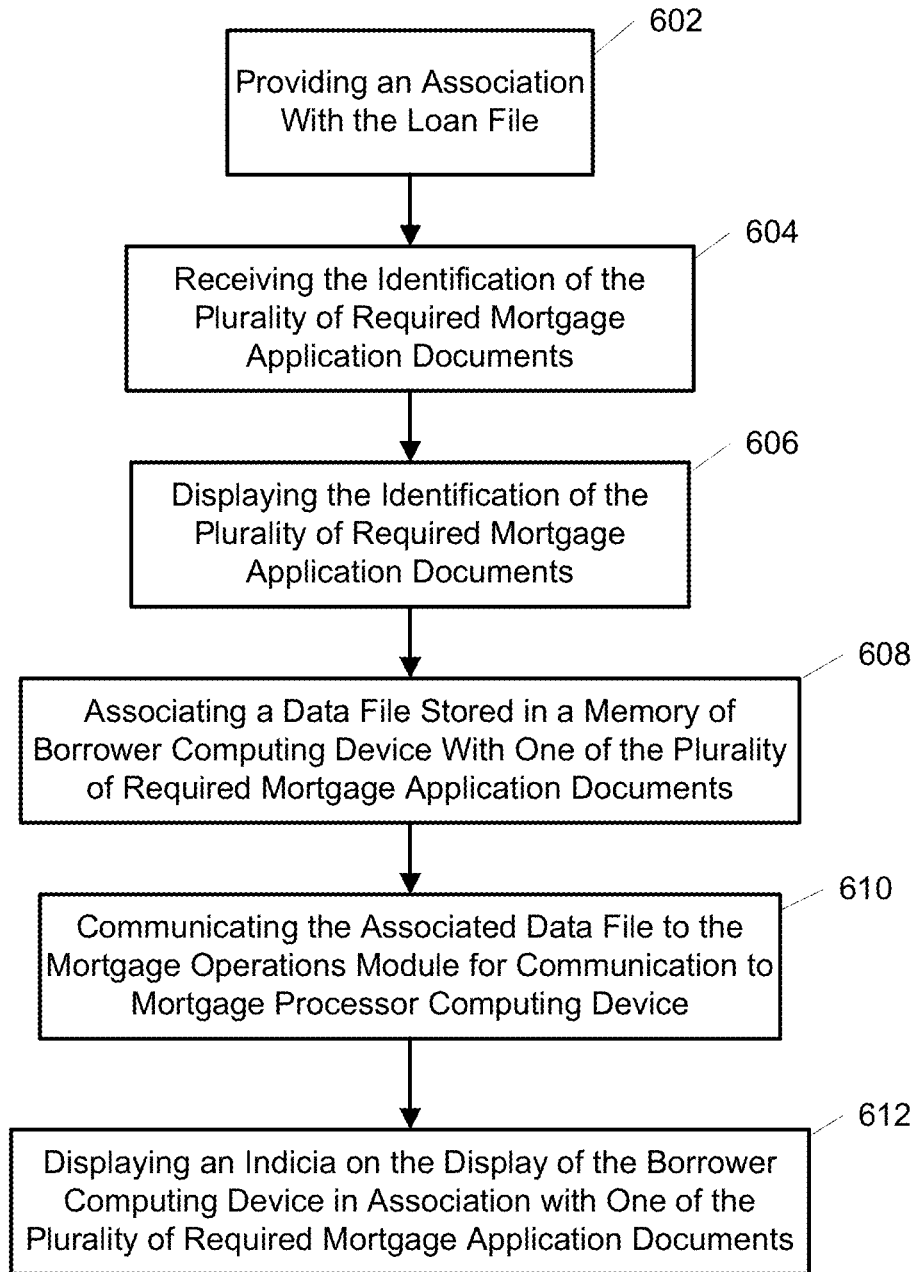 602
Providing an Association
With the Loan File
604
Receiving the Identification of the
Plurality of Required Mortgage
Application Documents
606
Displaying the Identification of the
Plurality of Required Mortgage
Application Documents
608
Associating a Data File Stored in a Memory of
Borrower Computing Device With One of the Plurality
of Required Mortgage Application Documents
610
Communicating the Associated Data File to the
Mortgage Operations Module for Communication to
Mortgage Processor Computing Device
612
Displaying an Indicia on the Display of the Borrower
Computing Device in Association with One of the
Plurality of Required Mortgage Application Documents